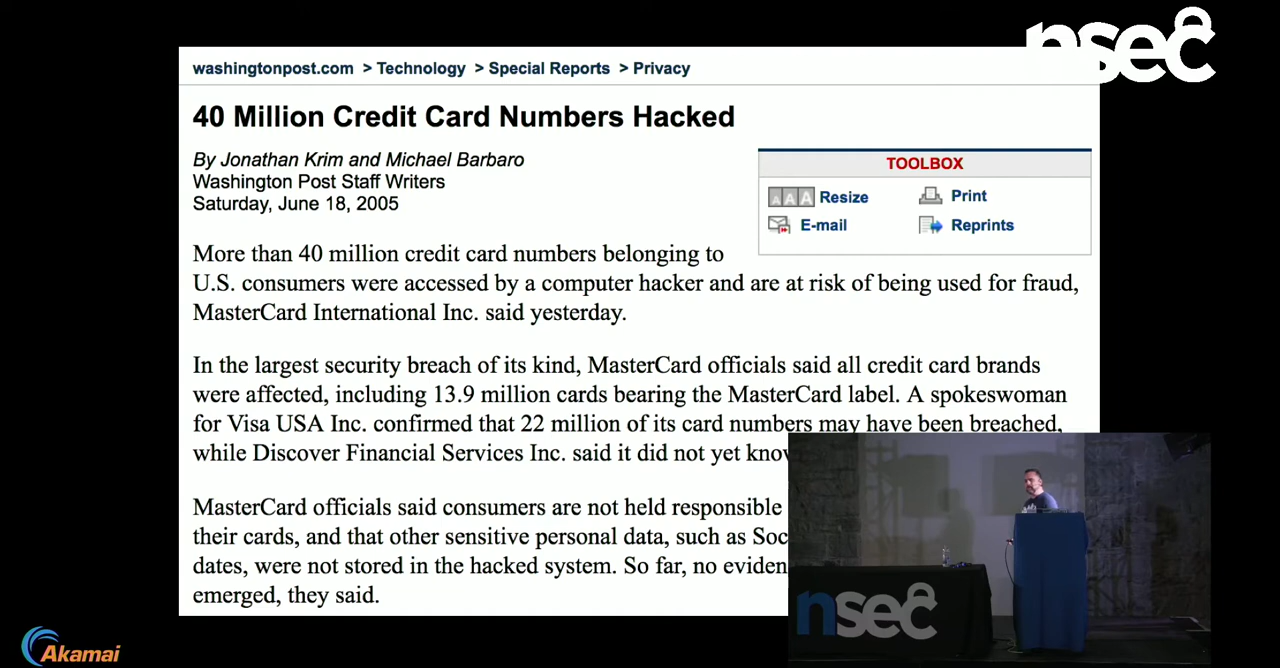 nsec
washingtonpost.com > Technology > Special Reports > Privacy
40 Million Credit Card Numbers Hacked
By Jonathan Krim and Michael Barbaro
Washington Post Staff Writers
Saturday, June 18, 2005
TOOLBOX
AAA Resize
Print
E-mail
Reprints
More than 40 million credit card numbers belonging to
U.S. consumers were accessed by a computer hacker and are at risk of being used for fraud,
MasterCard International Inc. said yesterday.
In the largest security breach of its kind, MasterCard officials said all credit card brands
were affected, including 13.9 million cards bearing the MasterCard label. A spokeswoman
for Visa USA Inc. confirmed that 22 million of its card numbers may have been breached,
while Discover Financial Services Inc. said it did not yet know
MasterCard officials said consumers are not held responsible
their cards, and that other sensitive personal data, such as Soc
dates, were not stored in the hacked system. So far, no eviden
emerged, they said.
nsec
Akamai